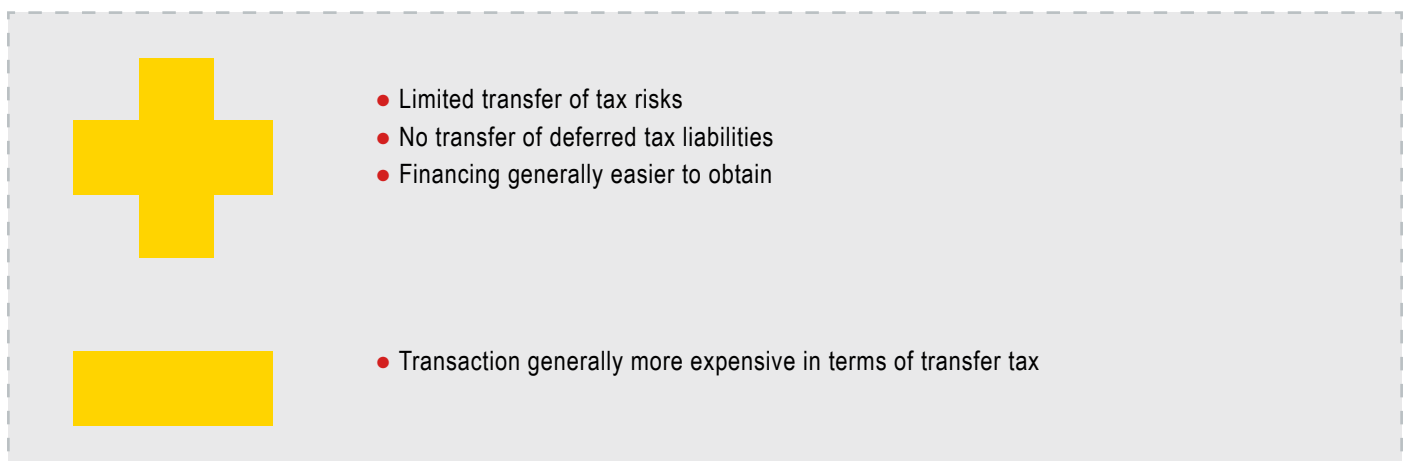 ● Limited transfer of tax risks
● No transfer of deferred tax liabilities
● Financing generally easier to obtain
● Transaction generally more expensive in terms of transfer tax